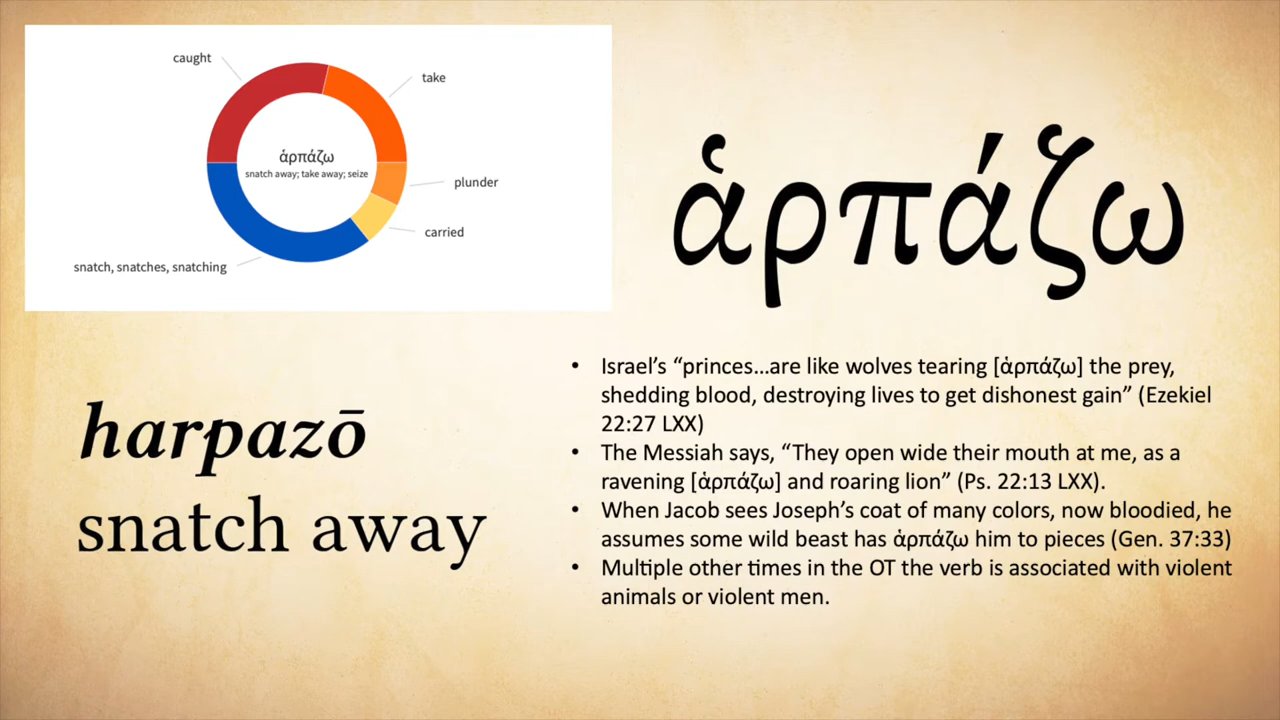 caught
take
ἁρπάζω
snatch away; take away; seize
plunder
carried
snatch, snatches, snatching
ἁρπάζω
harpazō
snatch away
• Israel’s “princes…are like wolves tearing [ἁρπάζω] the prey,
shedding blood, destroying lives to get dishonest gain” (Ezekiel
22:27 LXX)
• The Messiah says, “They open wide their mouth at me, as a
ravening [ἁρπάζω] and roaring lion” (Ps. 22:13 LXX).
• When Jacob sees Joseph’s coat of many colors, now bloodied, he
assumes some wild beast has ἁρπάζω him to pieces (Gen. 37:33)
• Multiple other times in the OT the verb is associated with violent
animals or violent men.